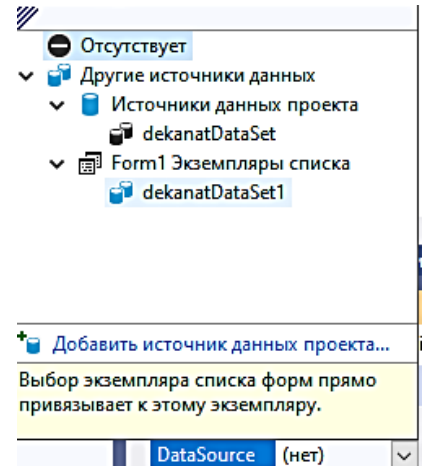 Отсутствует
Другие источники данных
Источники данных проекта
dekanatDataSet
Form1 Экземпляры списка
dekanatDataSet1
Добавить источник данных проекта...
Выбор экземпляра списка форм прямо
привязывает к этому экземпляру.
DataSource (нет)